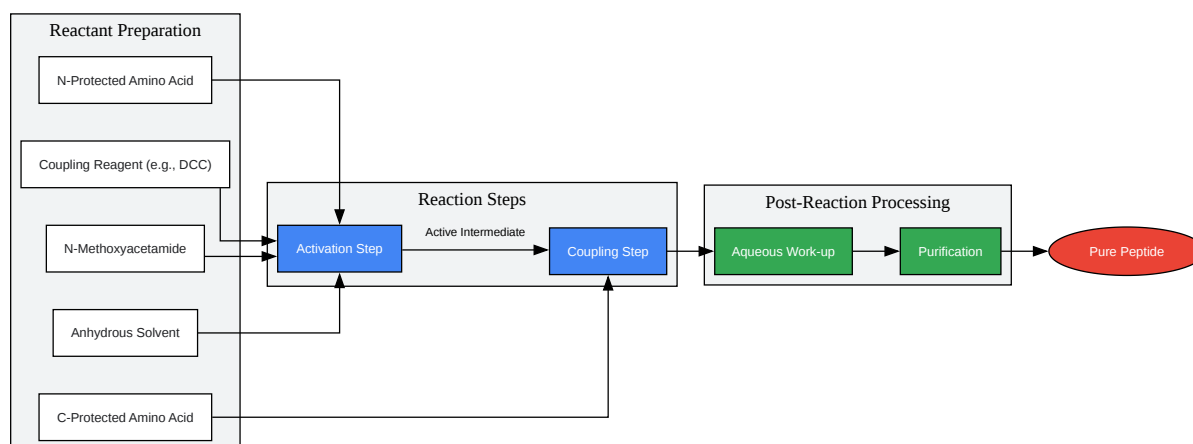 Reactant Preparation
N-Protected Amino Acid
Coupling Reagent (e.g., DCC)
N-Methoxyacetamide
Anhydrous Solvent
C-Protected Amino Acid
Reaction Steps
Activation Step
Active Intermediate
Coupling Step
Post-Reaction Processing
Aqueous Work-up
Purification
Pure Peptide